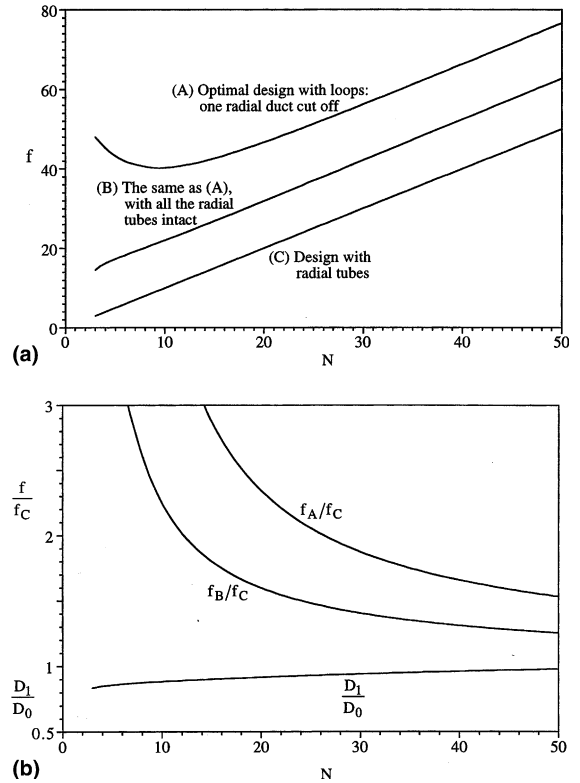 80
(A) Optimal design with loops:
one radial duct cut off
60
f
40
(B) The same as (A),
with all the radial
tubes intact
20
(C) Design with
radial tubes
0
0 10 20 30 40 50
(a)
N
3
f
f_C
f_A/f_C
2
f_B/f_C
1
D_1
D_0
D_1
D_0
0.5
0 10 20 30 40 50
(b)
N